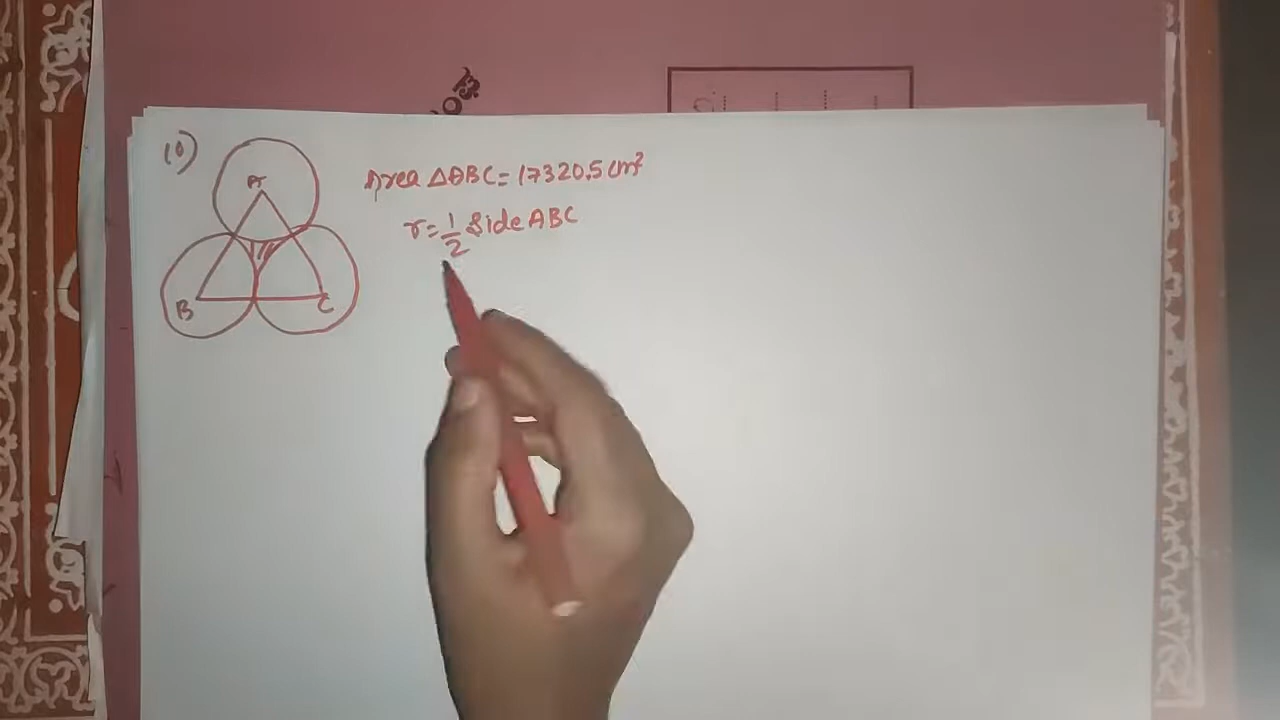 10)
A
B
C
Area ΔABC = 17320.5 cm²
r = 1/2 Side ABC